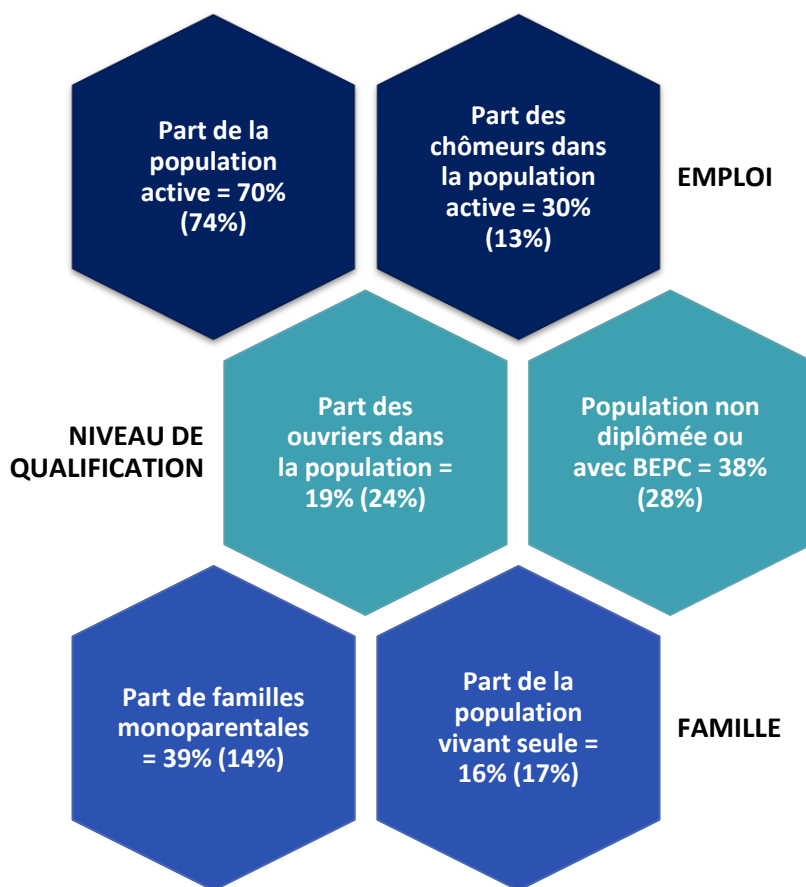 Part de la
population
active = 70%
(74%)
Part des
chômeurs dans
la population
active = 30%
(13%)
EMPLOI
NIVEAU DE
QUALIFICATION
Part des
ouvriers dans
la population =
19% (24%)
Population non
diplômée ou
avec BEPC = 38%
(28%)
Part de familles
monoparentales
= 39% (14%)
Part de la
population
vivant seule =
16% (17%)
FAMILLE